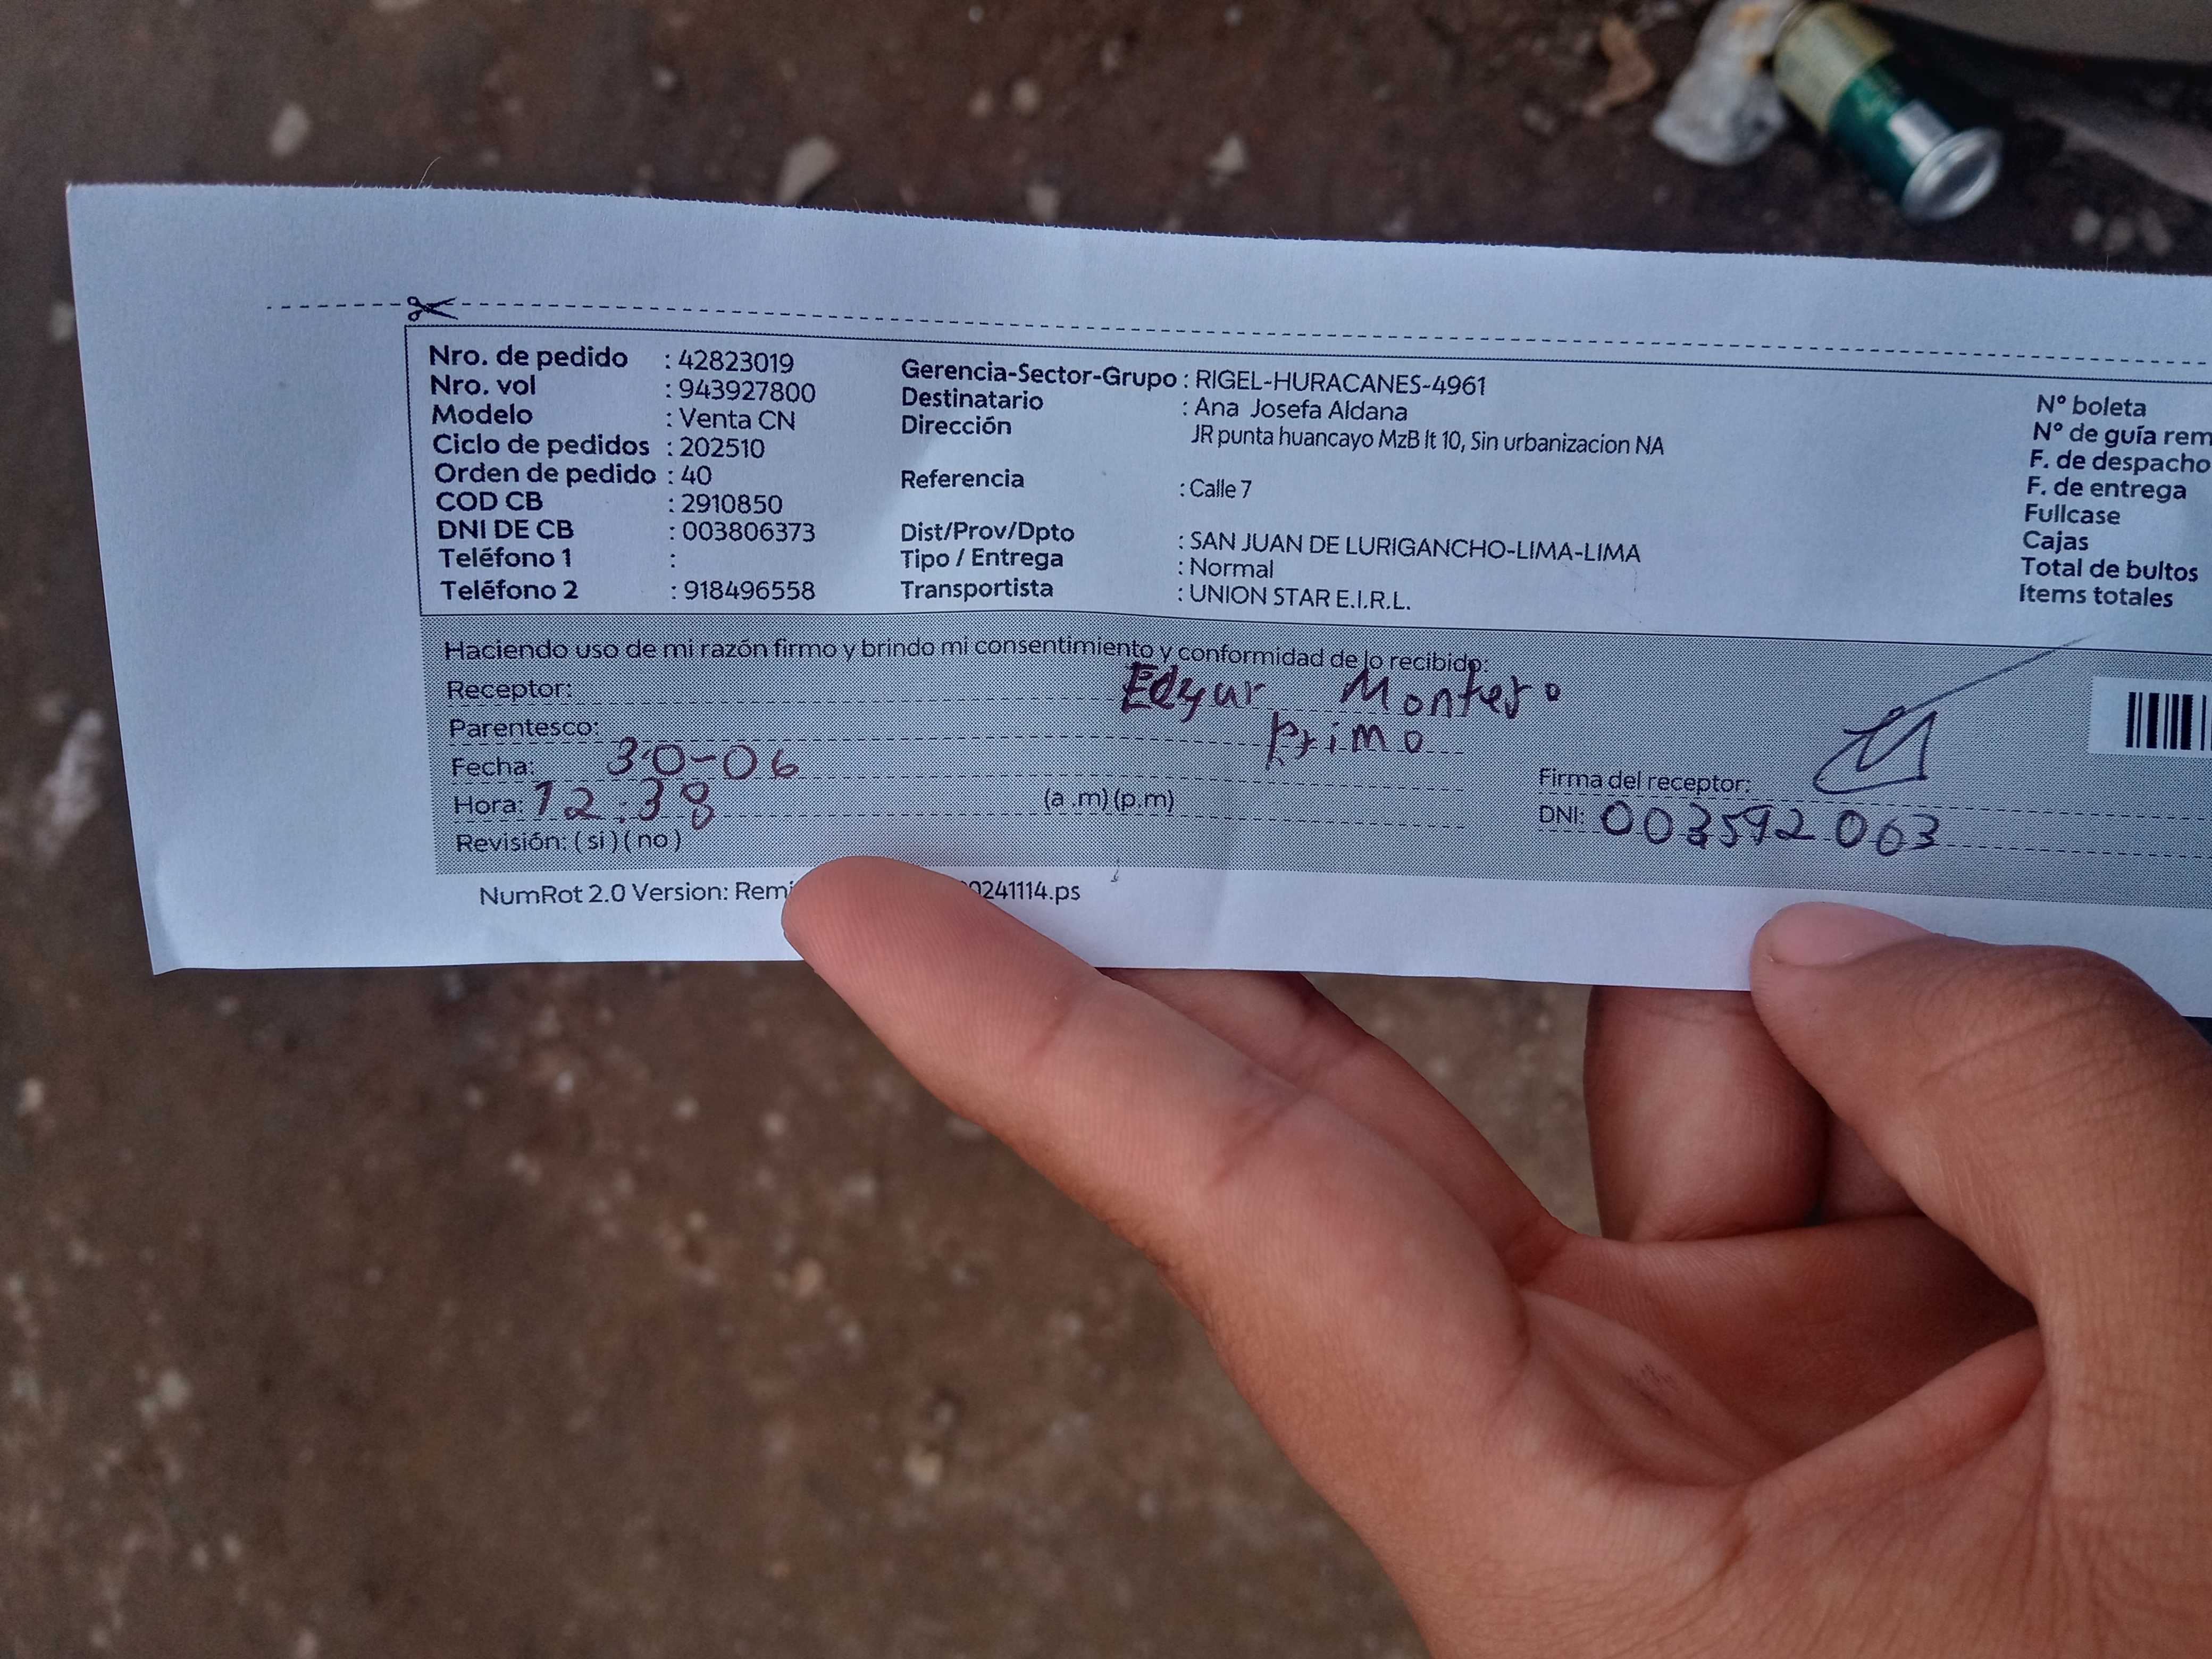 Nro. de pedido : 42823019
Nro. vol : 943927800
Modelo : Venta CN
Ciclo de pedidos : 202510
Orden de pedido : 40
COD CB : 2910850
DNI DE CB : 003806373
Teléfono 1 :
Teléfono 2 : 918496558
Gerencia-Sector-Grupo : RIGEL-HURACANES-4961
Destinatario : Ana Josefa Aldana
Dirección JR punta huancayo MzB lt 10, Sin urbanizacion NA
Referencia : Calle 7
Dist/Prov/Dpto : SAN JUAN DE LURIGANCHO-LIMA-LIMA
Tipo / Entrega : Normal
Transportista : UNION STAR E.I.R.L.
N° boleta
N° de guía rem
F. de despacho
F. de entrega
Fullcase
Cajas
Total de bultos
Items totales
Haciendo uso de mi razón firmo y brindo mi consentimiento y conformidad de lo recibido:
Receptor: Edgar Montero
Parentesco: primo
Fecha: 30-06
Hora: 12:38 (a .m) (p.m)
Revisión: ( si ) ( no )
Firma del receptor:
DNI: 003592063
NumRot 2.0 Version: Remi 0241114.ps